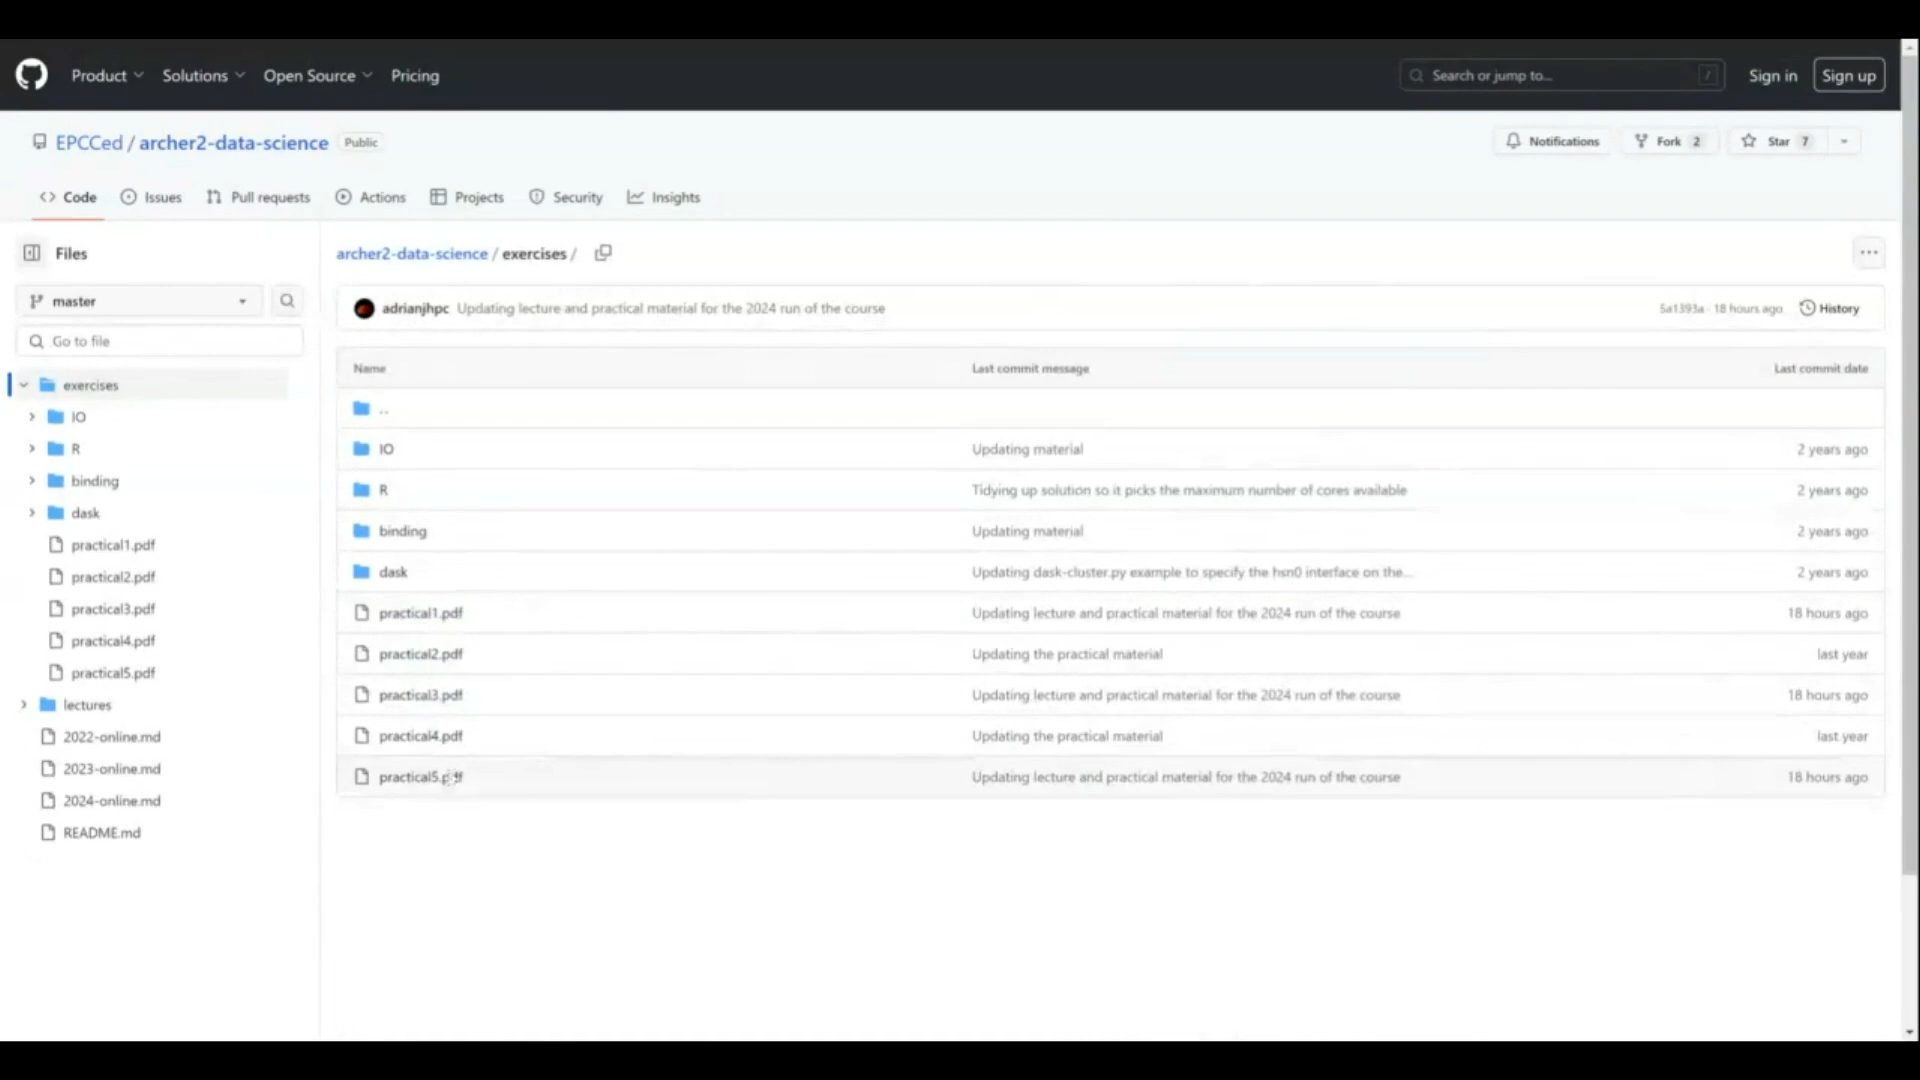 Product Solutions Open Source Pricing Search or jump to... / Sign in Sign up
EPCCed / archer2-data-science Public Notifications Fork 2 Star 7
Code Issues Pull requests Actions Projects Security Insights
Files
master
Go to file
exercises
IO
R
binding
dask
practical1.pdf
practical2.pdf
practical3.pdf
practical4.pdf
practical5.pdf
lectures
2022-online.md
2023-online.md
2024-online.md
README.md
archer2-data-science / exercises /
adrianjhpc Updating lecture and practical material for the 2024 run of the course 5a1393a · 18 hours ago History
Name Last commit message Last commit date
..
IO Updating material 2 years ago
R Tidying up solution so it picks the maximum number of cores available 2 years ago
binding Updating material 2 years ago
dask Updating dask-cluster.py example to specify the hsn0 interface on the... 2 years ago
practical1.pdf Updating lecture and practical material for the 2024 run of the course 18 hours ago
practical2.pdf Updating the practical material last year
practical3.pdf Updating lecture and practical material for the 2024 run of the course 18 hours ago
practical4.pdf Updating the practical material last year
practical5.pdf Updating lecture and practical material for the 2024 run of the course 18 hours ago